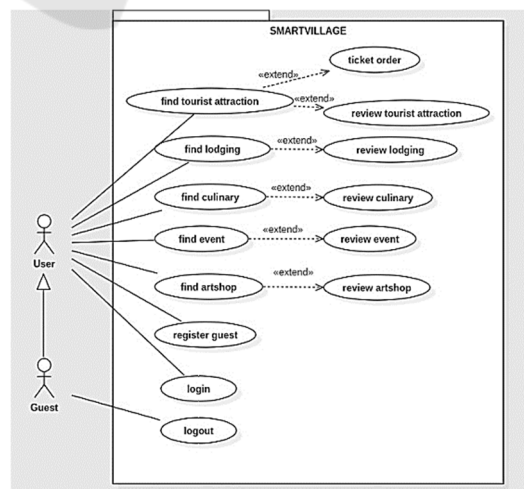 SMARTVILLAGE
ticket order
«extend»
find tourist attraction
«extend»
review tourist attraction
find lodging
«extend»
review lodging
find culinary
«extend»
review culinary
find event
«extend»
review event
User
find artshop
«extend»
review artshop
register guest
login
Guest
logout